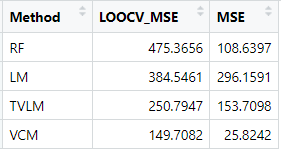 Method LOOCV_MSE MSE
RF 475.3656 108.6397
LM 384.5461 296.1591
TVLM 250.7947 153.7098
VCM 149.7082 25.8242